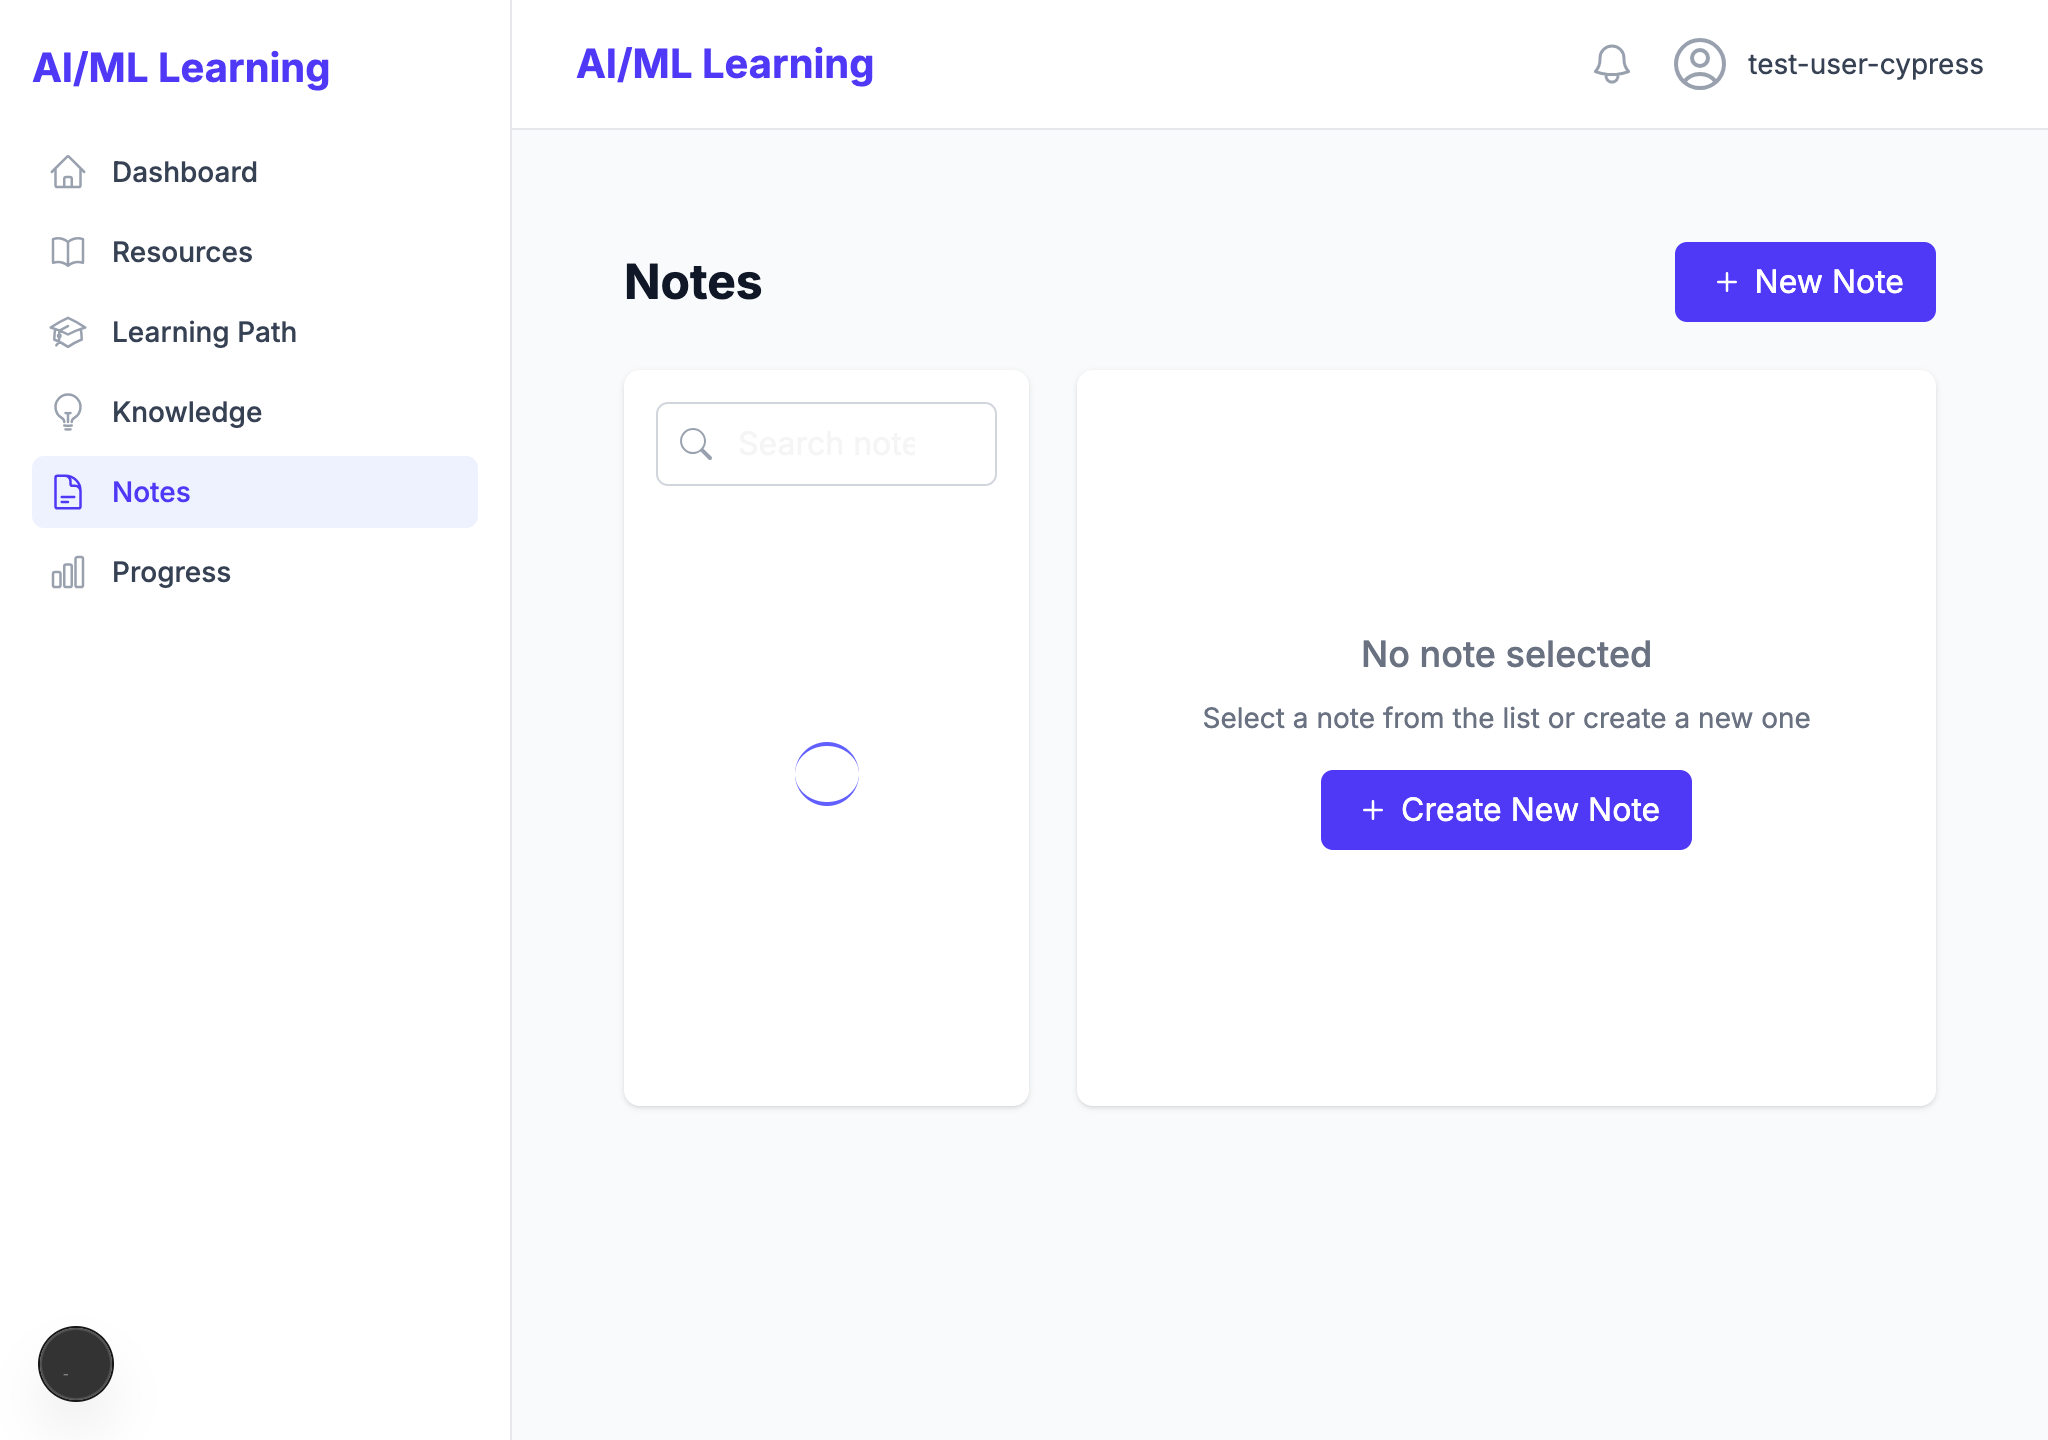 AI/ML Learning
Dashboard
Resources
Learning Path
Knowledge
Notes
Progress
AI/ML Learning
test-user-cypress
Notes
+ New Note
Search note
No note selected
Select a note from the list or create a new one
+ Create New Note